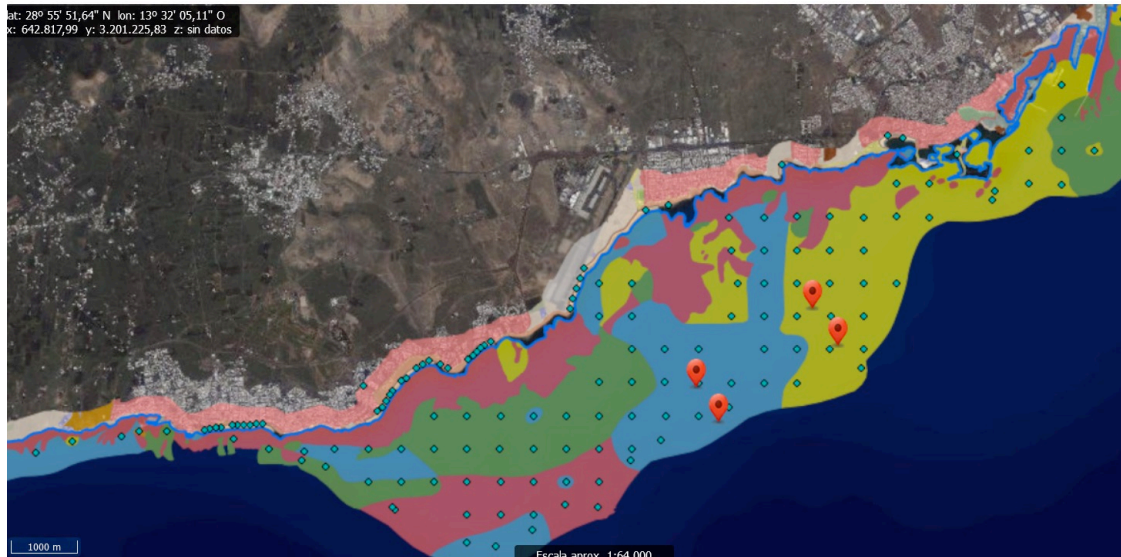 lat: 28º 55' 51,64" N lon: 13º 32' 05,11" O
x: 642.817,99 y: 3.201.225,83 z: sin datos
1000 m
Escala aprox. 1:64.000